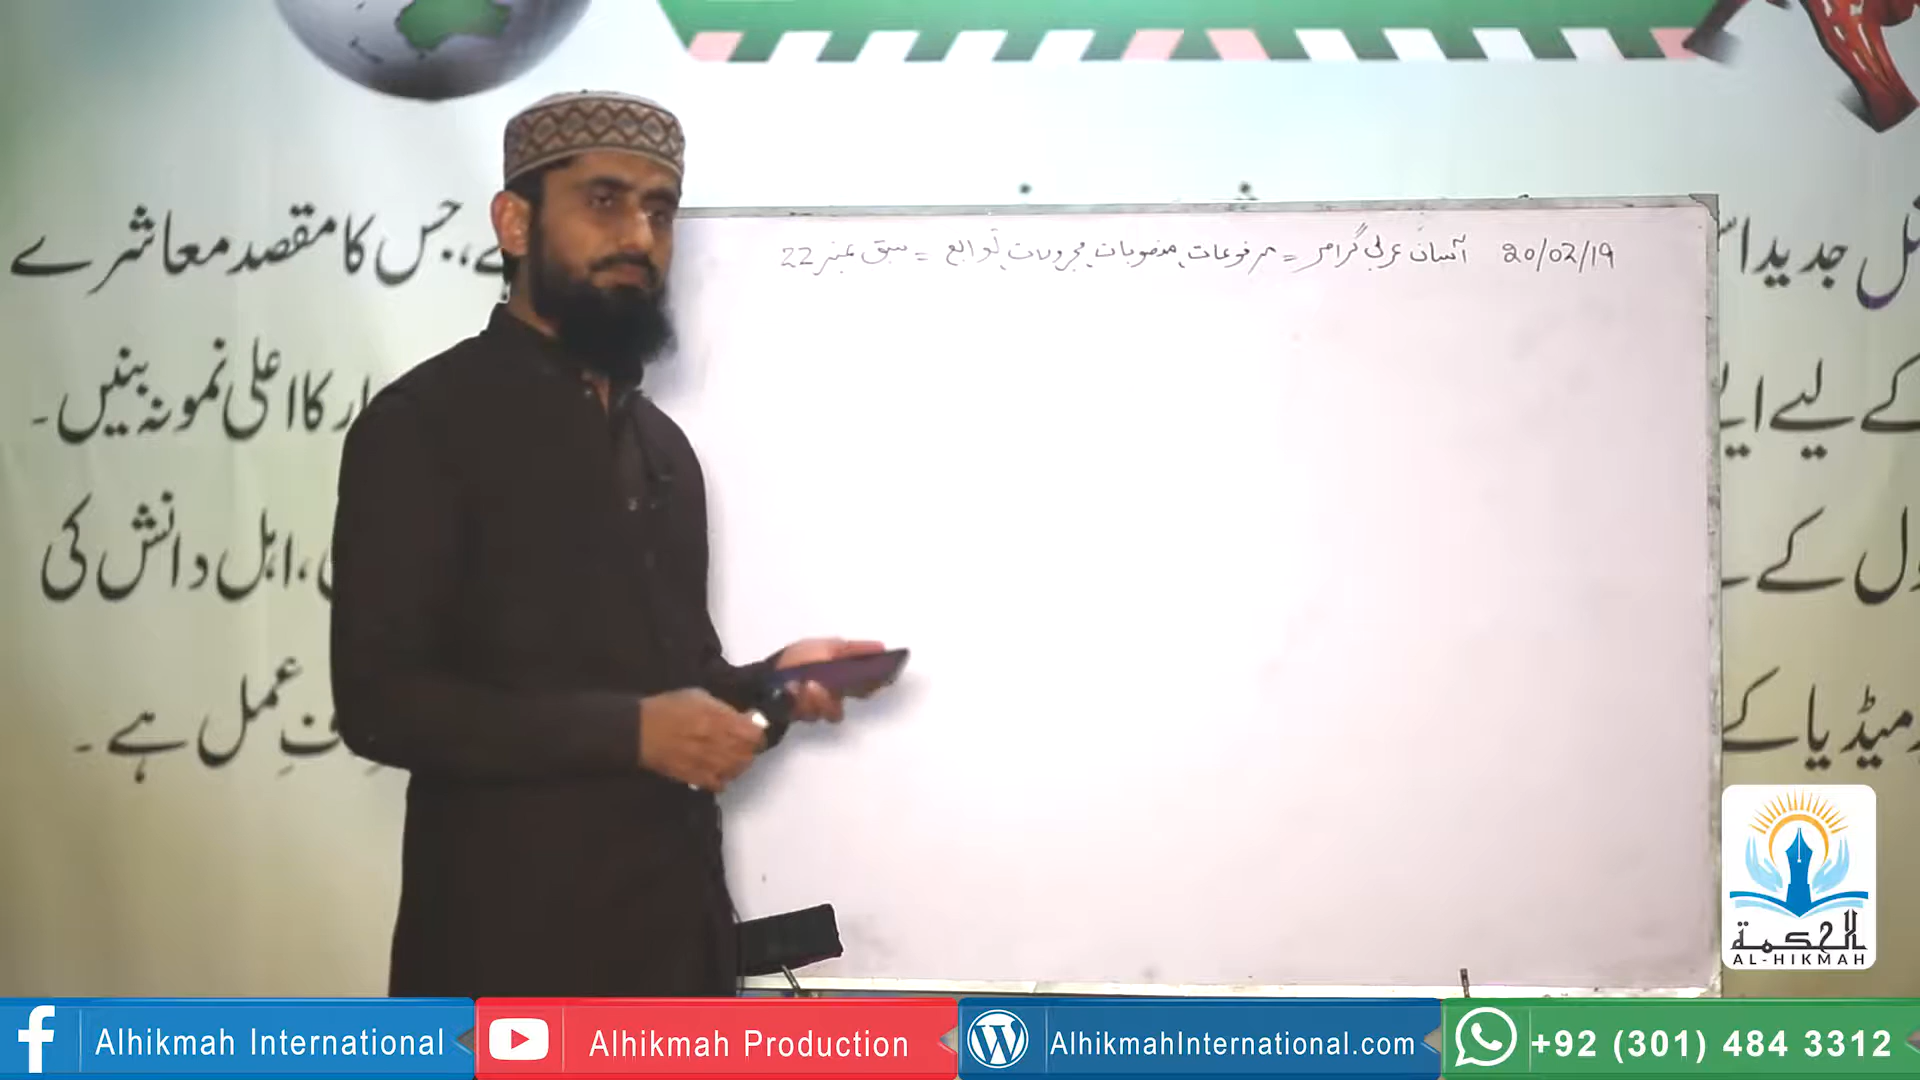 20/02/19 آسان عربی گرامر = مرفوعات، منصوبات، مجرورات، توابع = سبق نمبر 22
جدید
ہے، جس کا مقصد معاشرے
کے لیے
کا اعلیٰ نمونہ بنیں۔
کے
، اہل دانش کی
میڈیا کے
عمل ہے۔
الحكمة
AL-HIKMAH
Alhikmah International
Alhikmah Production
AlhikmahInternational.com
+92 (301) 484 3312